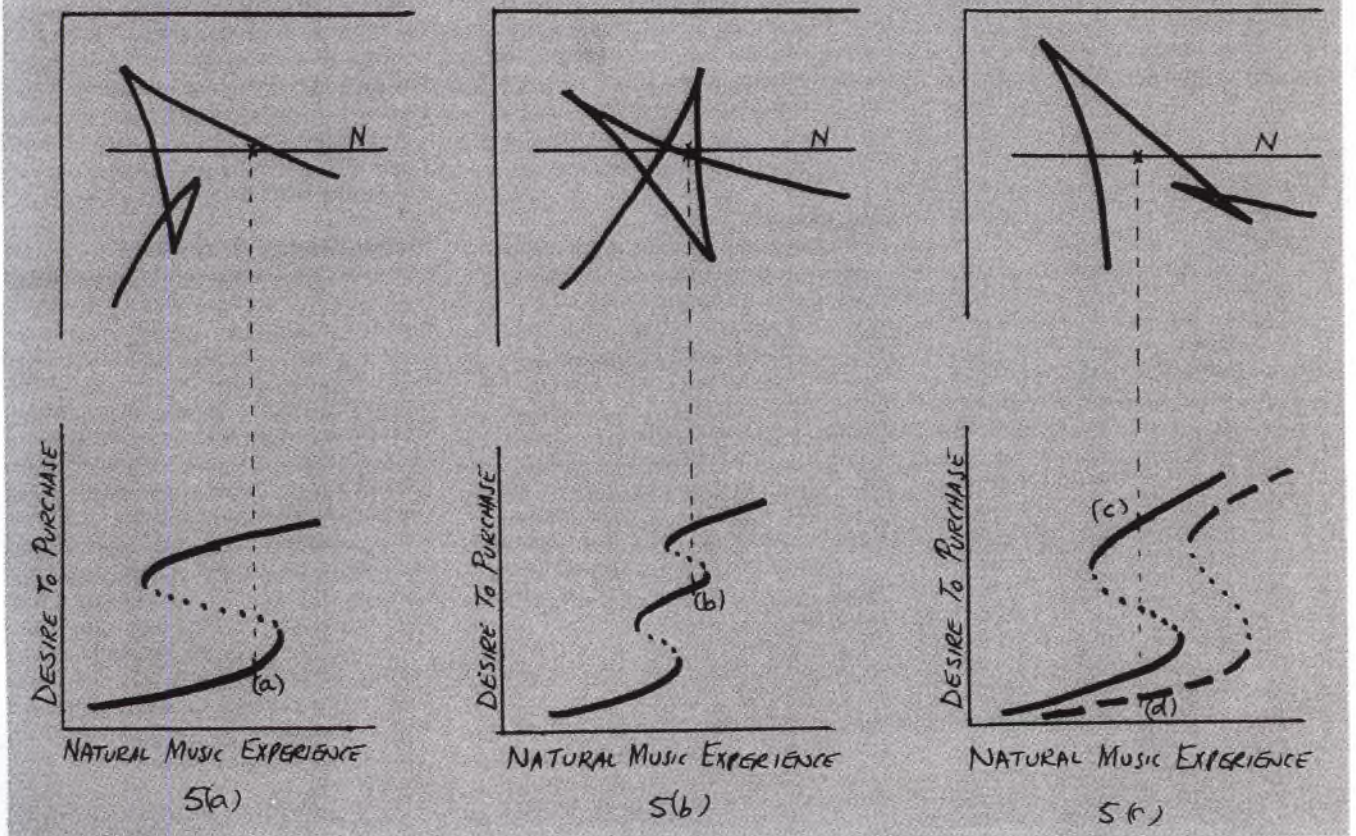 N
N
N
DESIRE TO PURCHASE
(a)
NATURAL MUSIC EXPERIENCE
5(a)
DESIRE TO PURCHASE
(b)
NATURAL MUSIC EXPERIENCE
5(b)
DESIRE TO PURCHASE
(c)
(d)
NATURAL MUSIC EXPERIENCE
5(c)